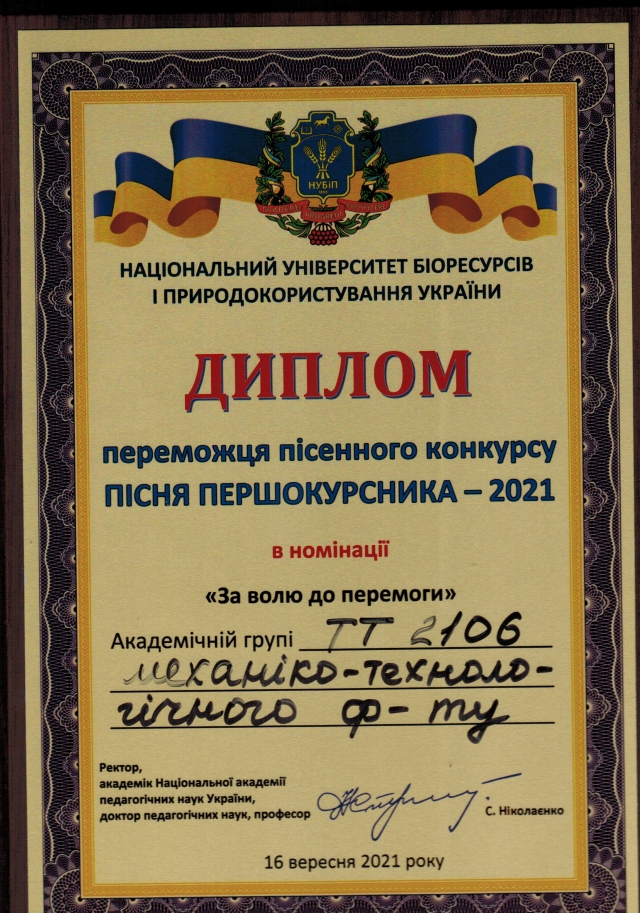 НУБІП
НАЦІОНАЛЬНИЙ УНІВЕРСИТЕТ БІОРЕСУРСІВ
І ПРИРОДОКОРИСТУВАННЯ УКРАЇНИ
ДИПЛОМ
переможця пісенного конкурсу
ПІСНЯ ПЕРШОКУРСНИКА – 2021
в номінації
«За волю до перемоги»
Академічній групі ТТ 2106
механіко-техноло-
гічного ф-ту
Ректор,
академік Національної академії
педагогічних наук України,
доктор педагогічних наук, професор
С. Ніколаєнко
16 вересня 2021 року